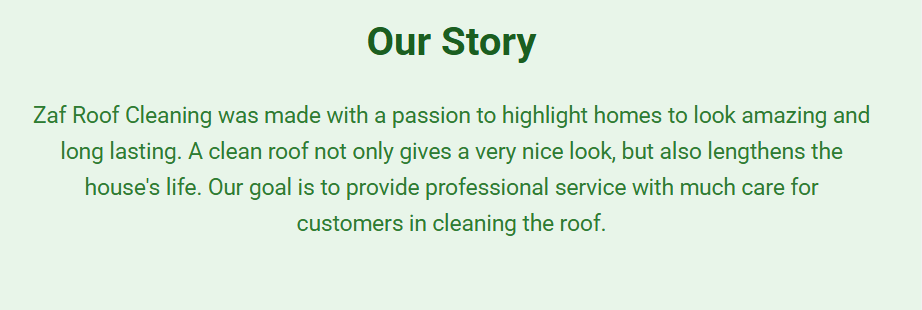 Our Story
Zaf Roof Cleaning was made with a passion to highlight homes to look amazing and
long lasting. A clean roof not only gives a very nice look, but also lengthens the
house's life. Our goal is to provide professional service with much care for
customers in cleaning the roof.